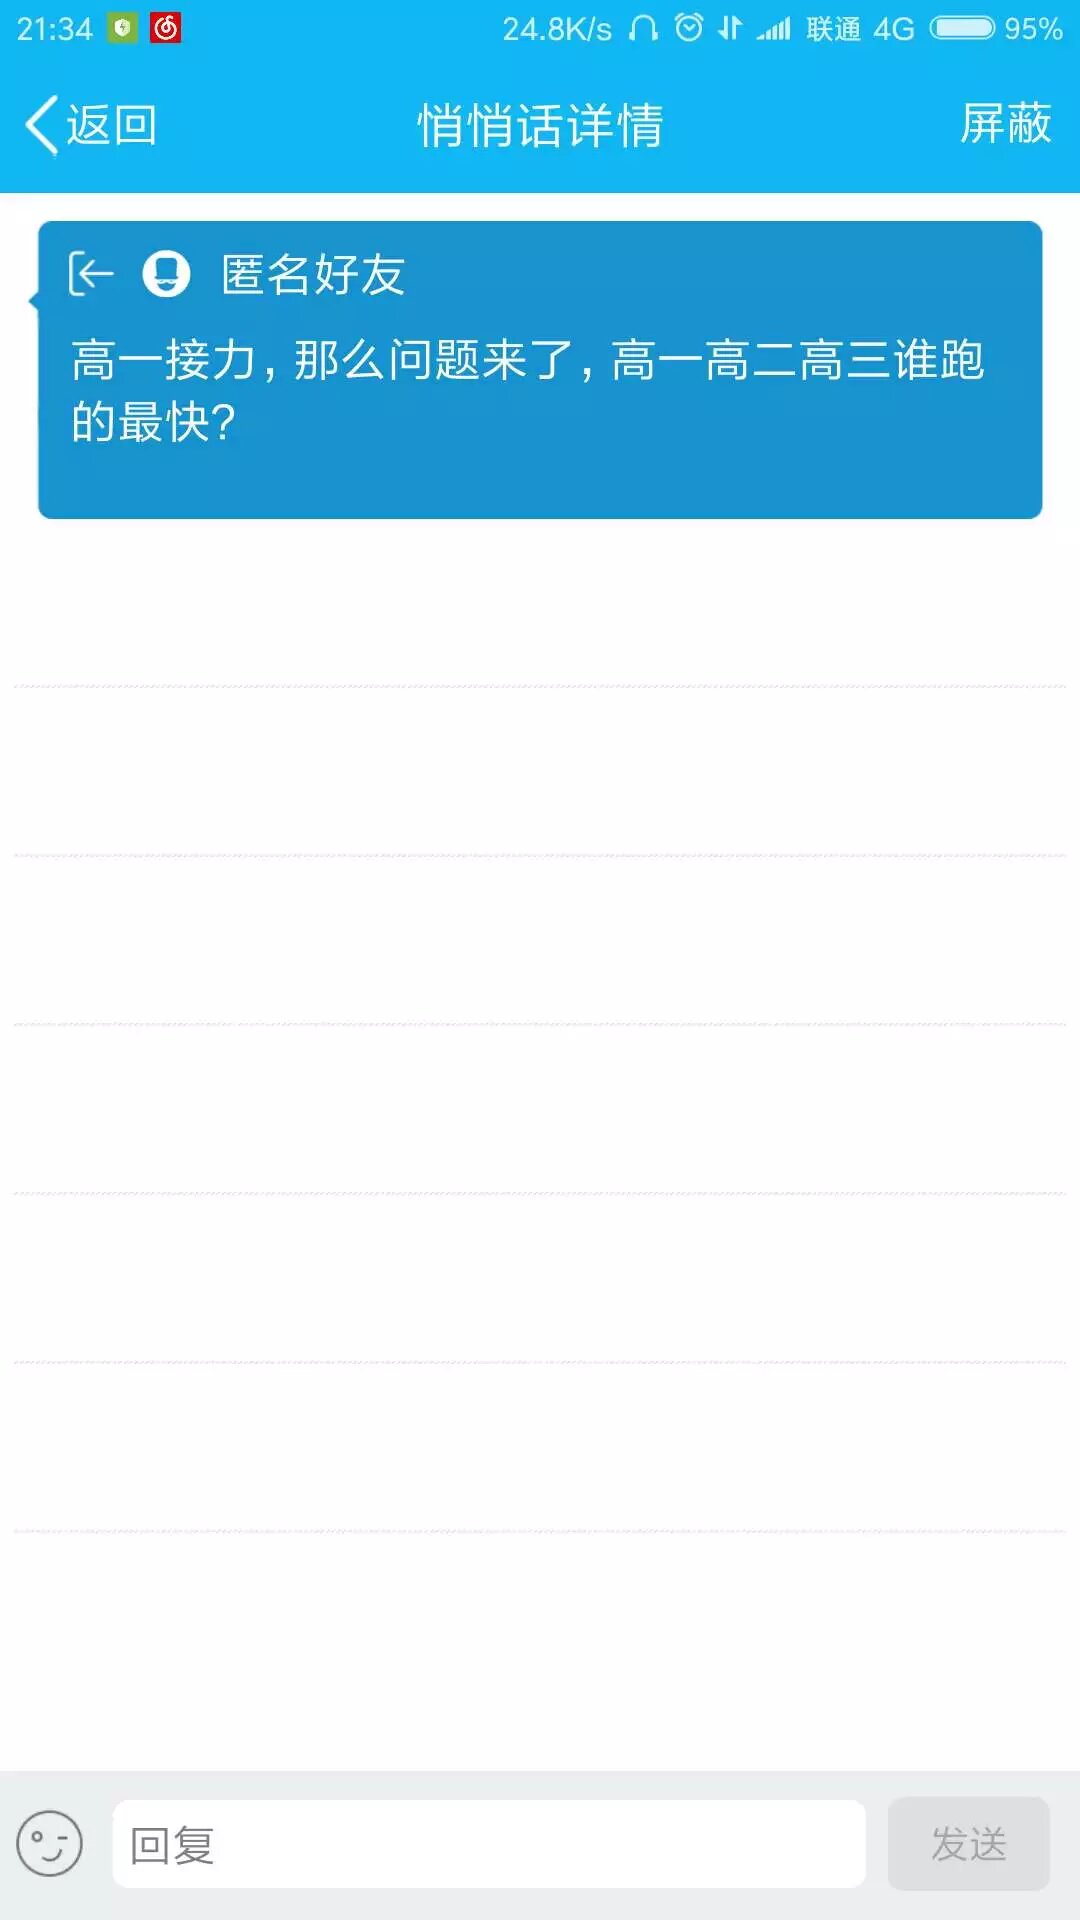 21:34 24.8K/s 联通 4G 95%
返回 悄悄话详情 屏蔽
匿名好友
高一接力，那么问题来了，高一高二高三谁跑
的最快？
回复 发送